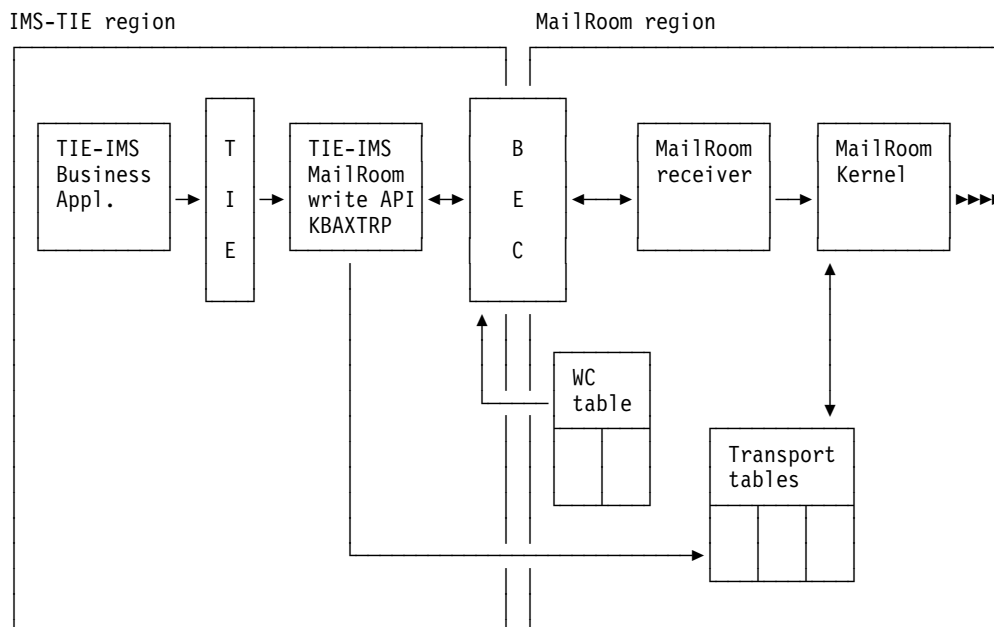 IMS-TIE region
MailRoom region
TIE-IMS
Business
Appl.
T
I
E
TIE-IMS
MailRoom
write API
KBAXTRP
B
E
C
MailRoom
receiver
MailRoom
Kernel
WC
table
Transport
tables